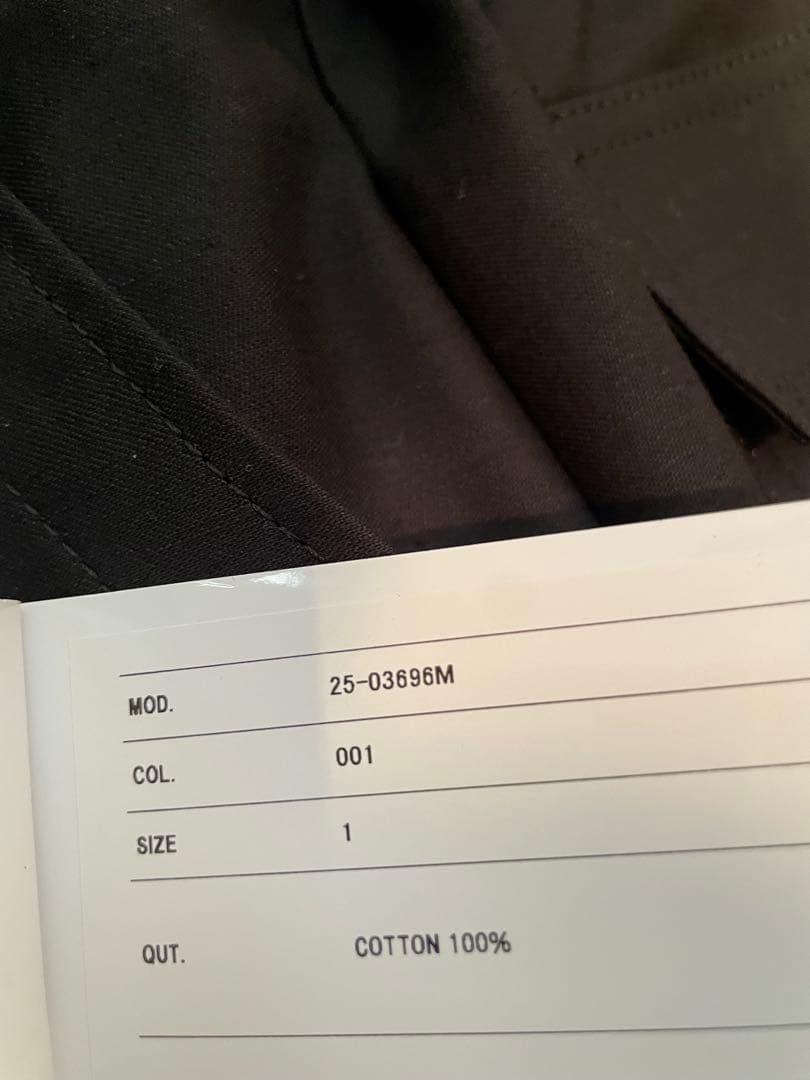 MOD. 25-03696M
COL. 001
SIZE 1
QUT. COTTON 100%